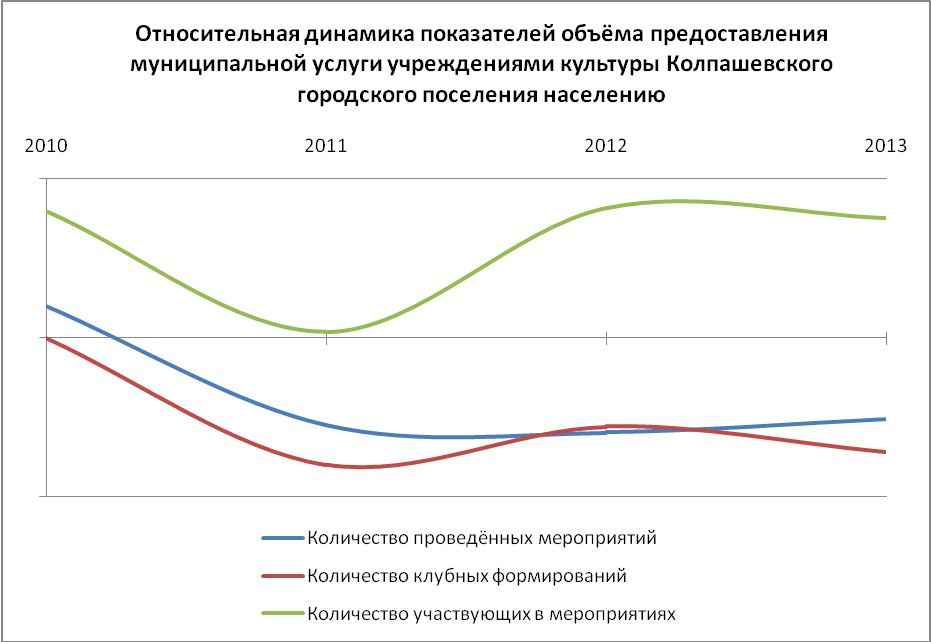 Относительная динамика показателей объёма предоставления
муниципальной услуги учреждениями культуры Колпашевского
городского поселения населению
2010 2011 2012 2013
Количество проведённых мероприятий
Количество клубных формирований
Количество участвующих в мероприятиях